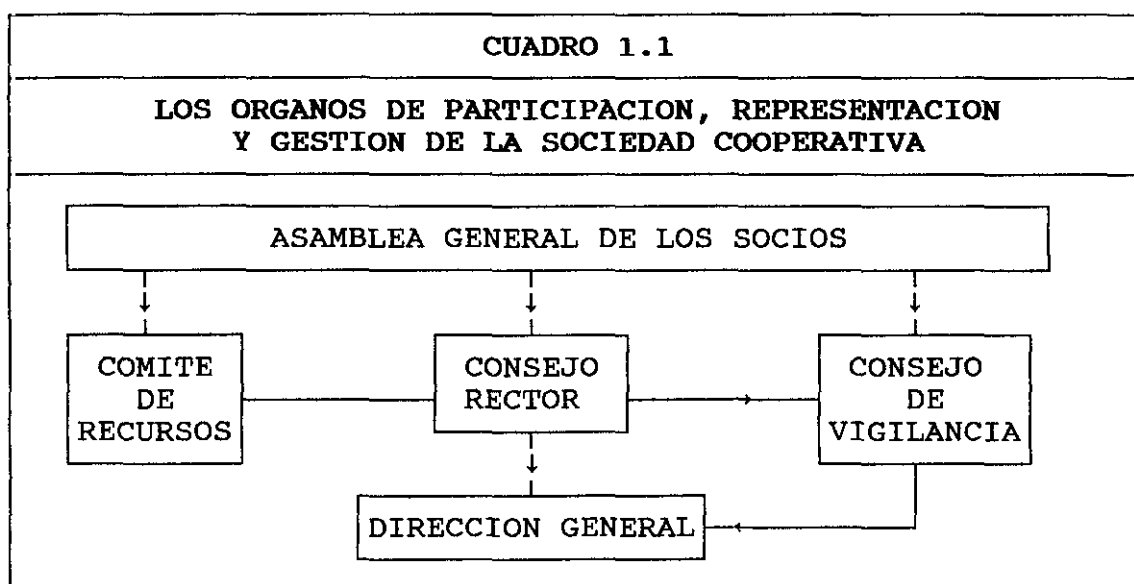 CUADRO 1.1
LOS ORGANOS DE PARTICIPACION, REPRESENTACION
Y GESTION DE LA SOCIEDAD COOPERATIVA
ASAMBLEA GENERAL DE LOS SOCIOS
COMITE
DE
RECURSOS
CONSEJO
RECTOR
CONSEJO
DE
VIGILANCIA
DIRECCION GENERAL